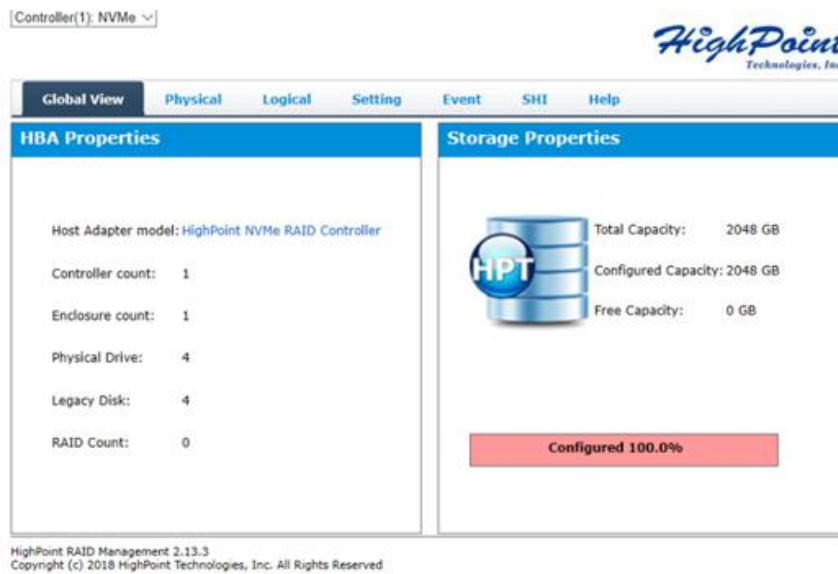 Controller(1): NVMe
HighPoint
Technologies, Inc
Global View Physical Logical Setting Event SHI Help
HBA Properties
Host Adapter model: HighPoint NVMe RAID Controller
Controller count: 1
Enclosure count: 1
Physical Drive: 4
Legacy Disk: 4
RAID Count: 0
Storage Properties
HPT
Total Capacity: 2048 GB
Configured Capacity: 2048 GB
Free Capacity: 0 GB
Configured 100.0%
HighPoint RAID Management 2.13.3
Copyright (c) 2018 HighPoint Technologies, Inc. All Rights Reserved